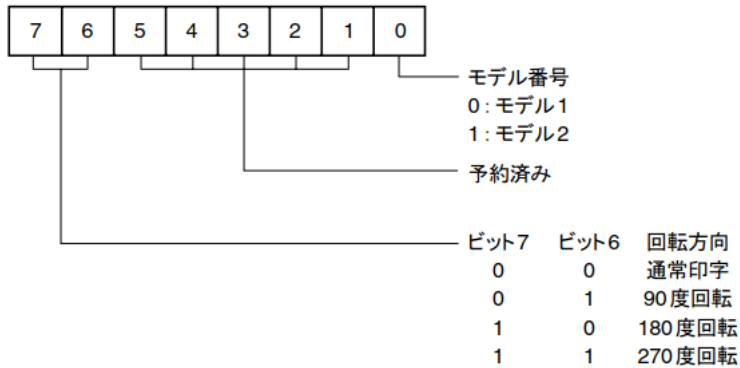 7 6 5 4 3 2 1 0
モデル番号
0：モデル1
1：モデル2
予約済み
ビット7 ビット6 回転方向
0 0 通常印字
0 1 90度回転
1 0 180度回転
1 1 270度回転